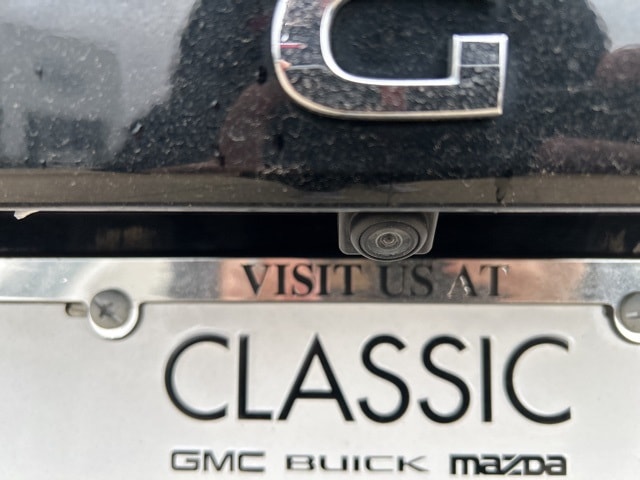 G
VISIT US AT
CLASSIC
GMC BUICK mazda